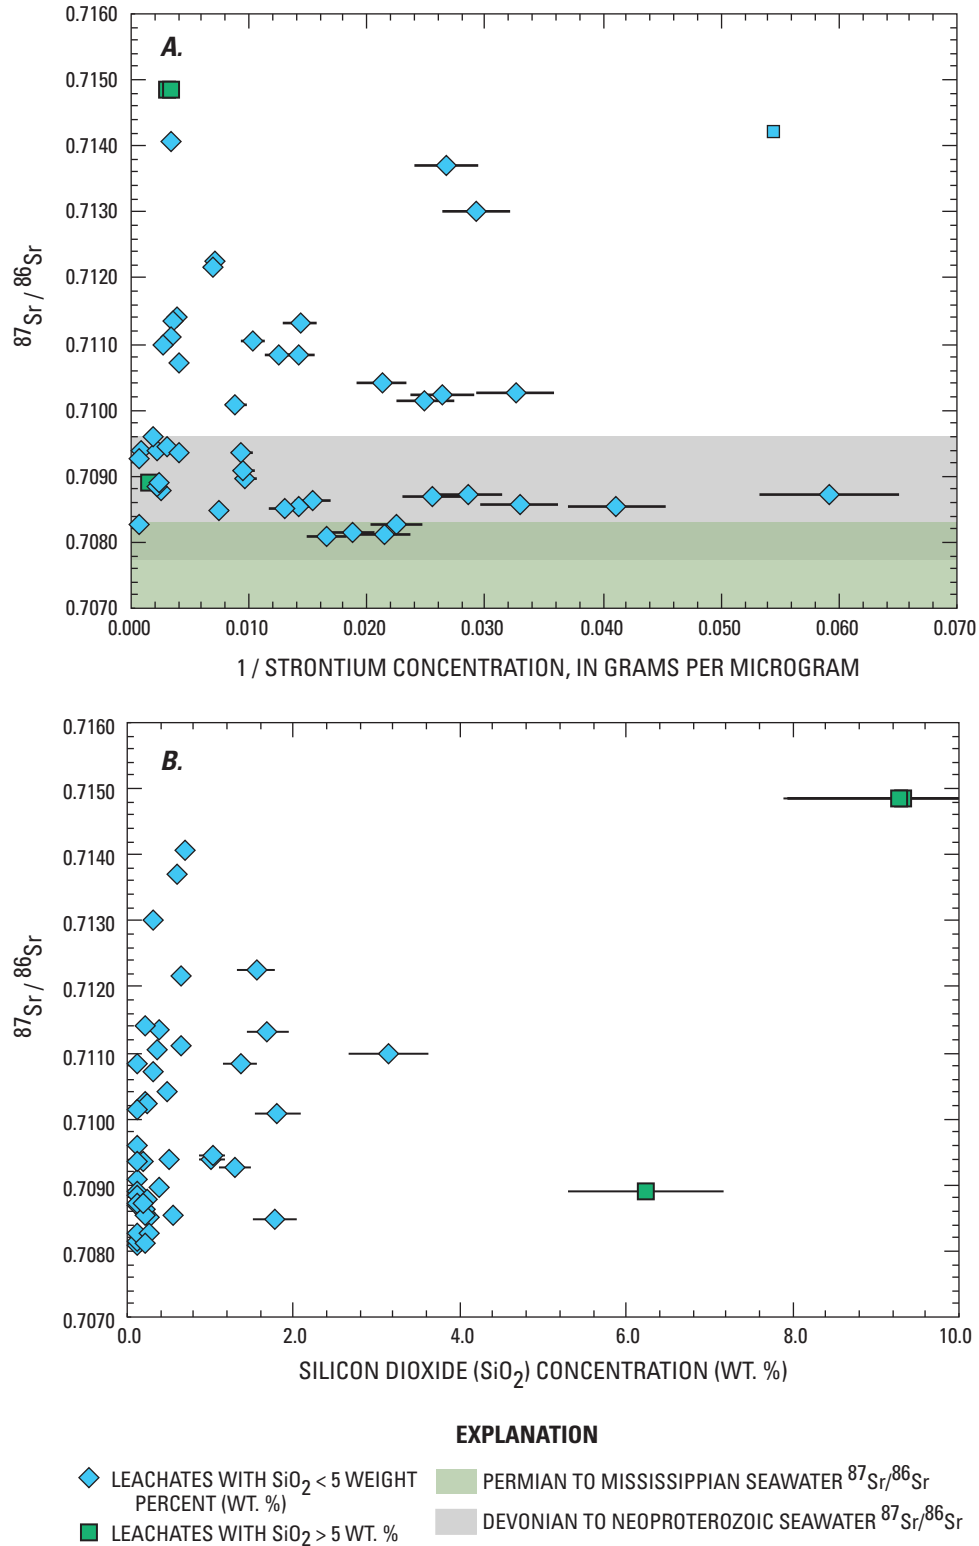 0.7160
A.
0.7150
0.7140
0.7130
0.7120
0.7110
0.7100
0.7090
0.7080
0.7070
87Sr / 86Sr
0.000 0.010 0.020 0.030 0.040 0.050 0.060 0.070
1 / STRONTIUM CONCENTRATION, IN GRAMS PER MICROGRAM
0.7160
B.
0.7150
0.7140
0.7130
0.7120
0.7110
0.7100
0.7090
0.7080
0.7070
87Sr / 86Sr
0.0 2.0 4.0 6.0 8.0 10.0
SILICON DIOXIDE (SiO2) CONCENTRATION (WT. %)
EXPLANATION
LEACHATES WITH SiO2 < 5 WEIGHT
PERCENT (WT. %)
LEACHATES WITH SiO2 > 5 WT. %
PERMIAN TO MISSISSIPPIAN SEAWATER 87Sr/86Sr
DEVONIAN TO NEOPROTEROZOIC SEAWATER 87Sr/86Sr